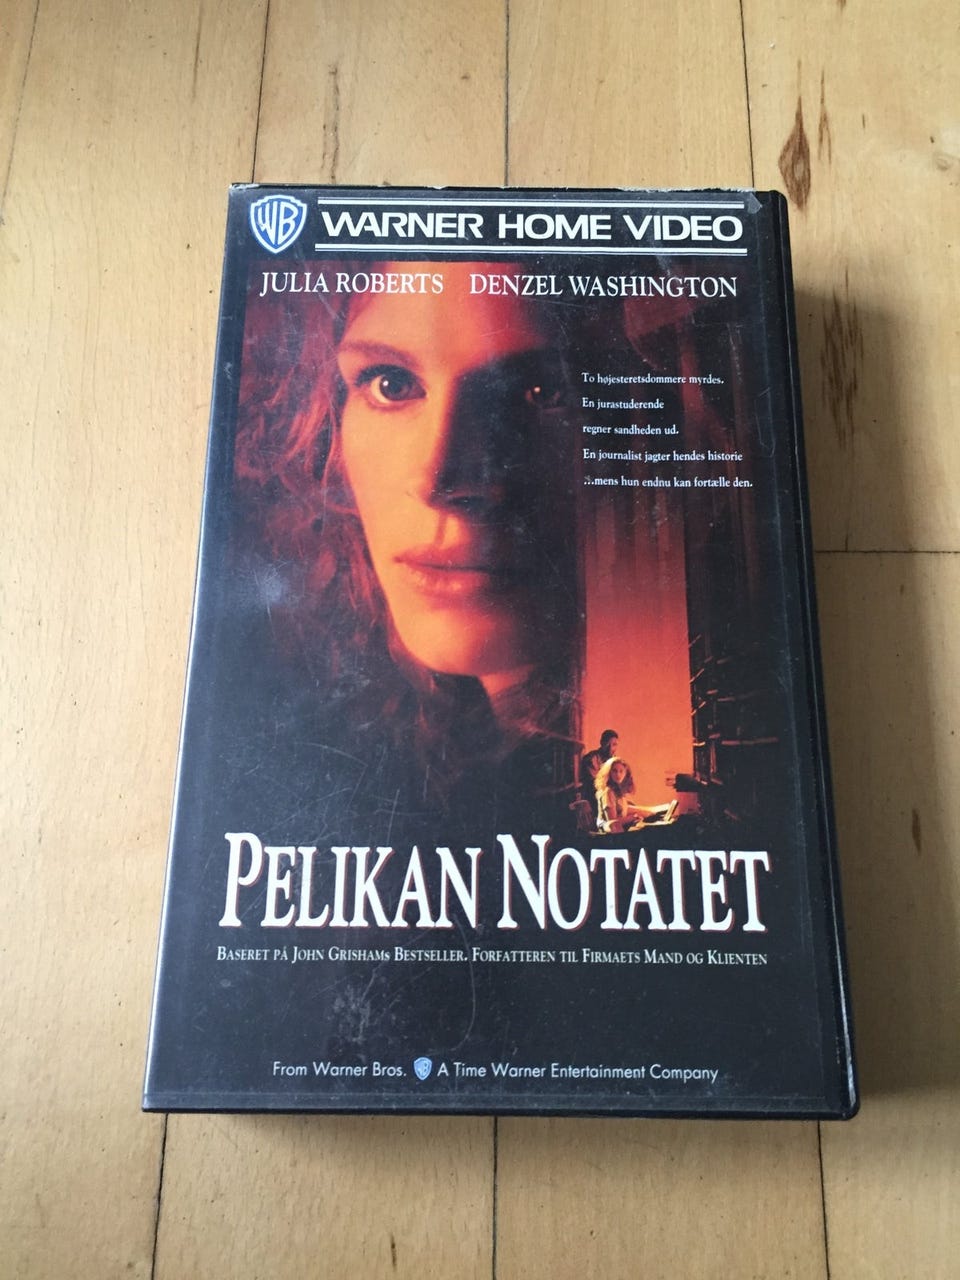 WB WARNER HOME VIDEO
JULIA ROBERTS DENZEL WASHINGTON
To højesteretsdommere myrdes.
En jurastuderende
regner sandheden ud.
En journalist jagter hendes historie
...mens hun endnu kan fortælle den.
PELIKAN NOTATET
BASERET PÅ JOHN GRISHAMS BESTSELLER. FORFATTEREN TIL FIRMAETS MAND OG KLIENTEN
From Warner Bros. WB A Time Warner Entertainment Company